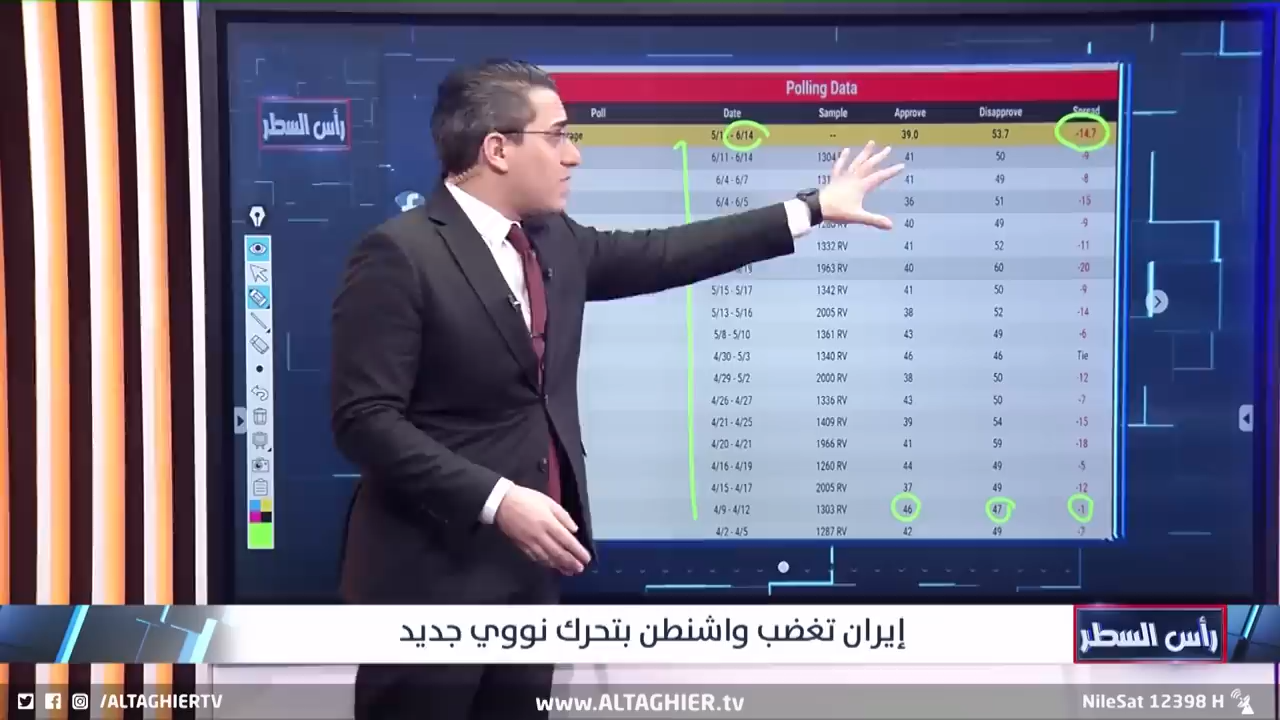 Polling Data
Poll Date Sample Approve Disapprove Spread
5/1 - 6/14 -- 39.0 53.7 -14.7
رأس السطر
6/11 - 6/14 1304 41 50 -9
6/4 - 6/7 41 49 -8
6/4 - 6/5 36 51 -15
40 49 -9
1332 RV 41 52 -11
1963 RV 40 60 -20
5/15 - 5/17 1342 RV 41 50 -9
5/13 - 5/16 2005 RV 38 52 -14
5/8 - 5/10 1361 RV 43 49 -6
4/30 - 5/3 1340 RV 46 46 Tie
4/29 - 5/2 2000 RV 38 50 -12
4/26 - 4/27 1336 RV 43 50 -7
4/21 - 4/25 1409 RV 39 54 -15
4/20 - 4/21 1966 RV 41 59 -18
4/16 - 4/19 1260 RV 44 49 -5
4/15 - 4/17 2005 RV 37 49 -12
4/9 - 4/12 1303 RV 46 47 -1
4/2 - 4/5 1287 RV 42 49 -7
إيران تغضب واشنطن بتحرك نووي جديد
رأس السطر
/ALTAGHIERTV
www.ALTAGHIER.tv
NileSat 12398 H